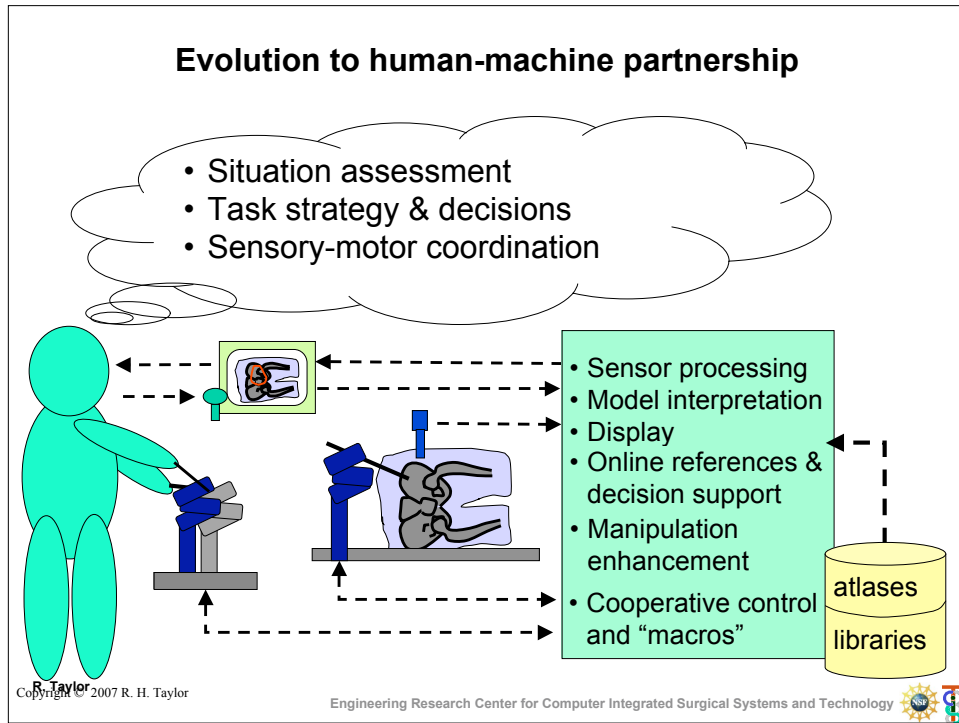 Evolution to human-machine partnership
• Situation assessment
• Task strategy & decisions
• Sensory-motor coordination
• Sensor processing
• Model interpretation
• Display
• Online references &
decision support
• Manipulation
enhancement
• Cooperative control
and “macros”
atlases
libraries
R. Taylor
Copyright © 2007 R. H. Taylor
Engineering Research Center for Computer Integrated Surgical Systems and Technology
NSF